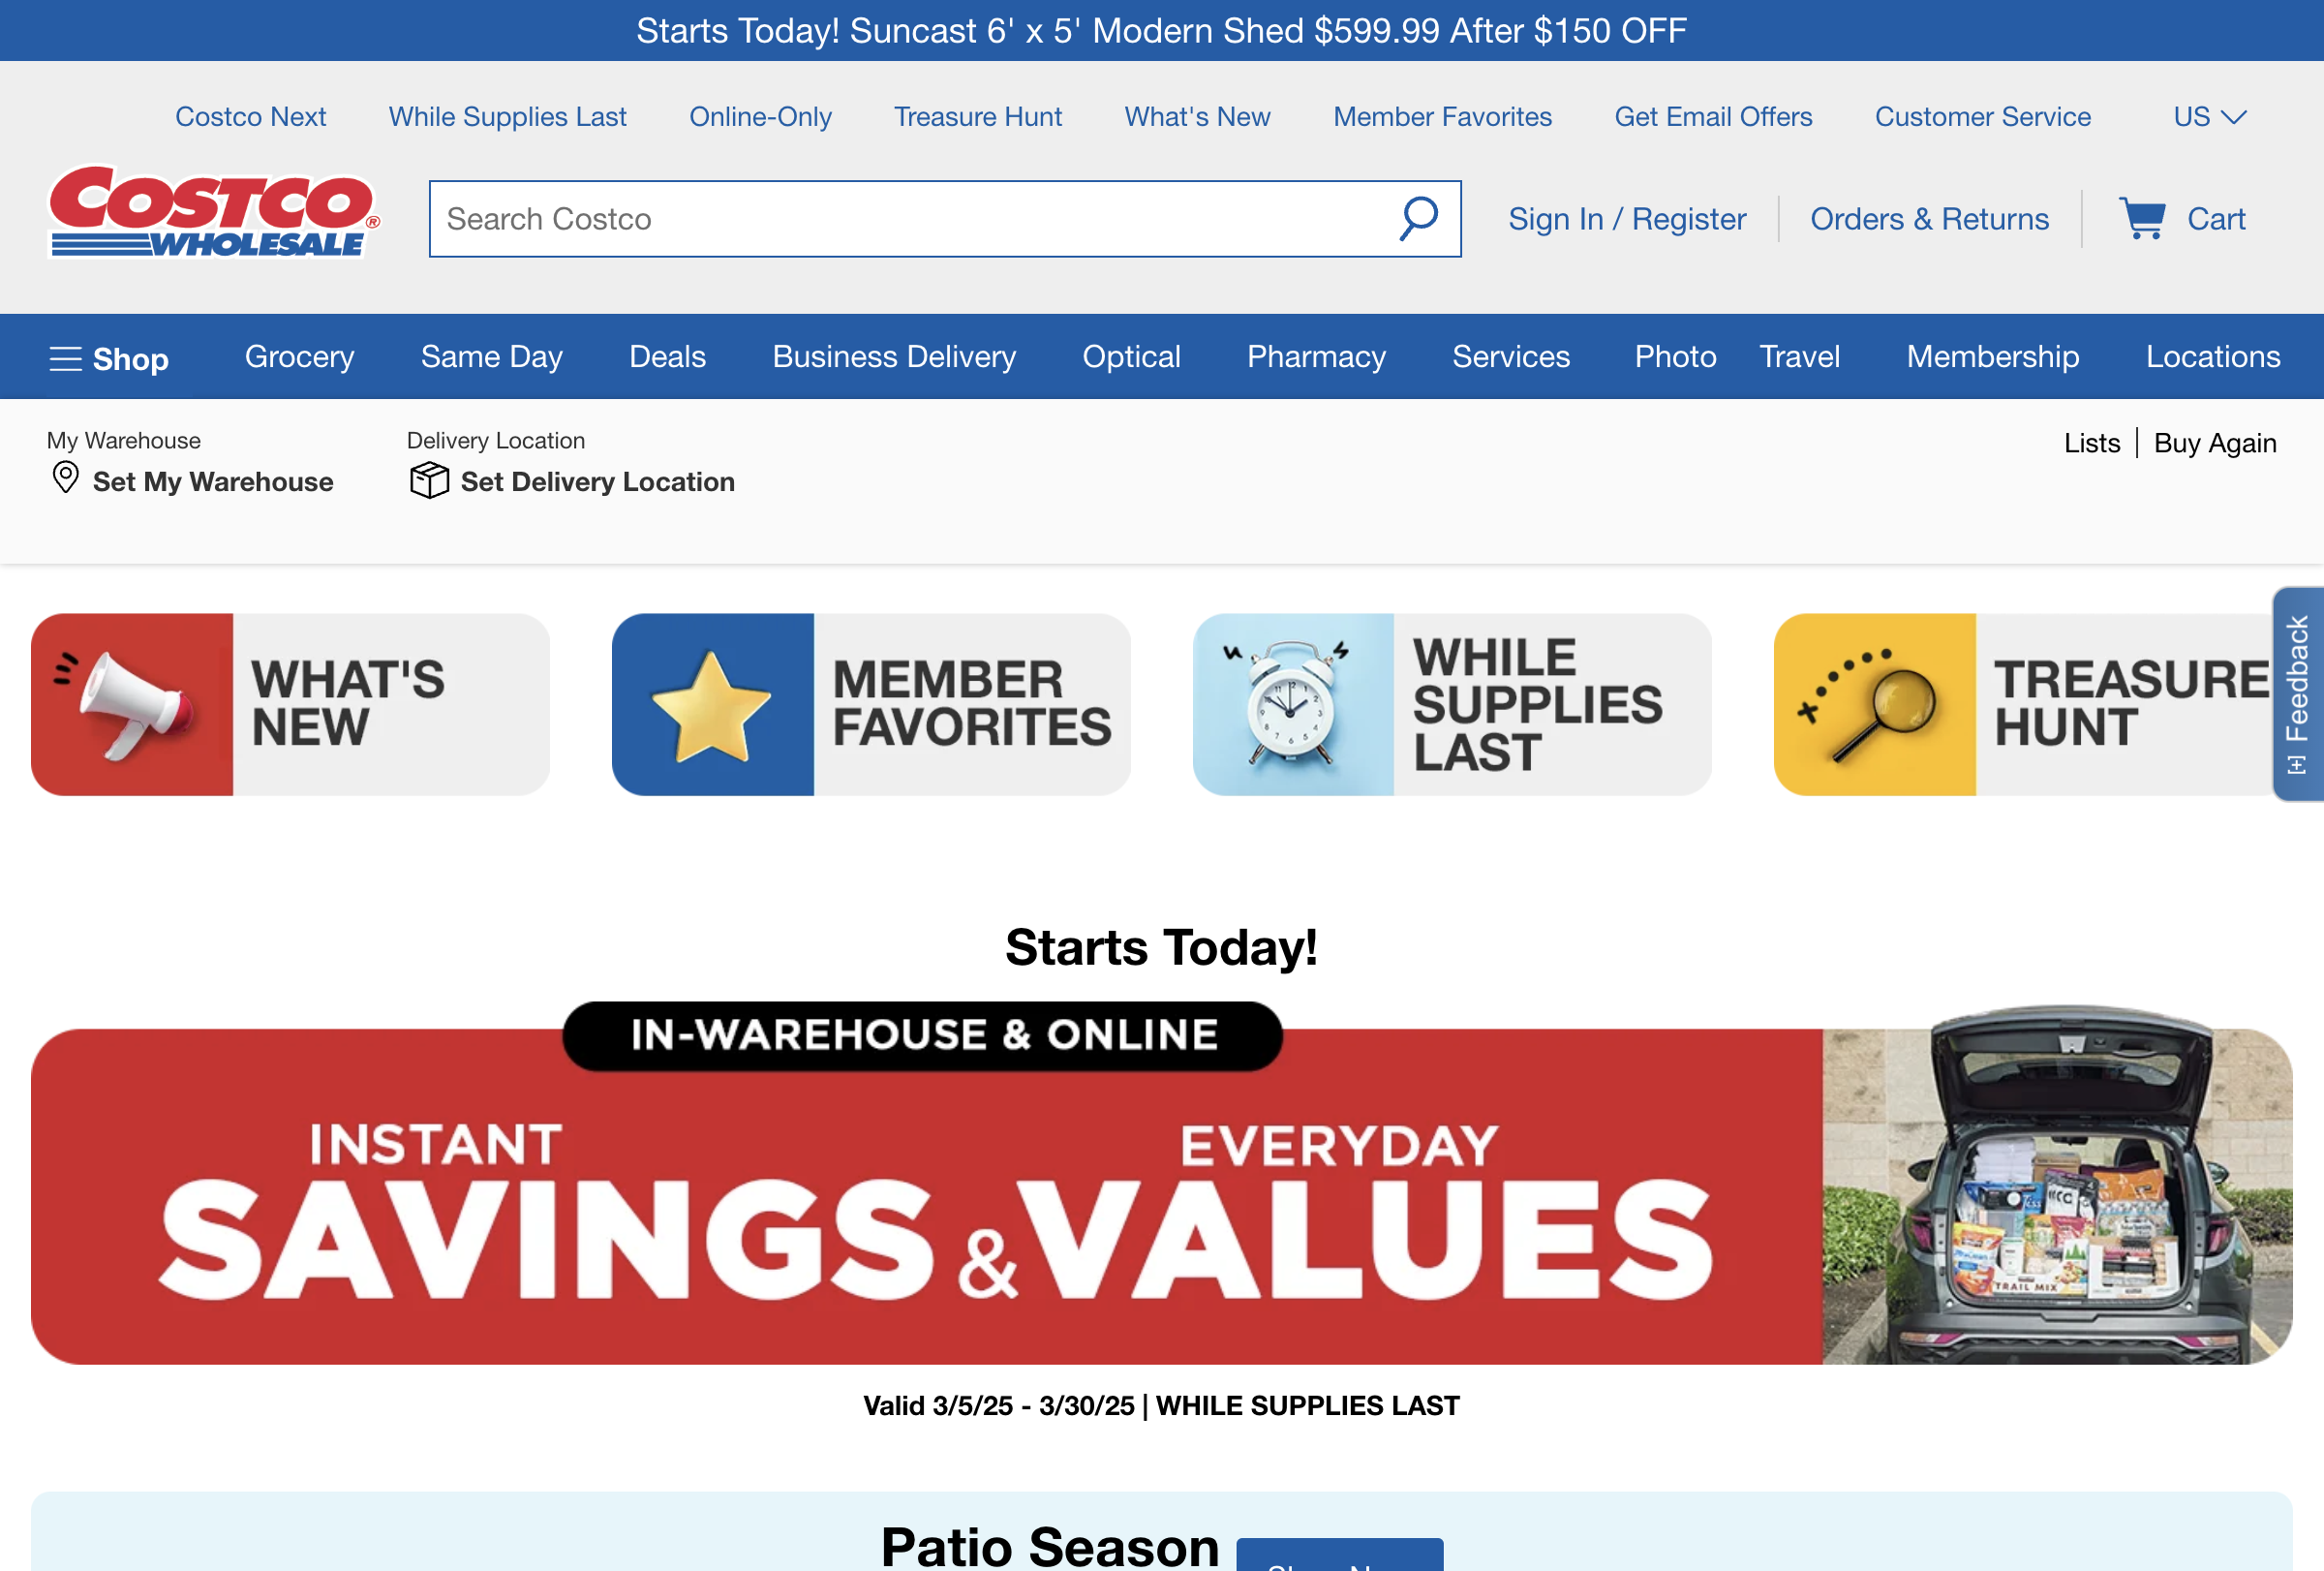 Starts Today! Suncast 6' x 5' Modern Shed $599.99 After $150 OFF
Costco Next While Supplies Last Online-Only Treasure Hunt What's New Member Favorites Get Email Offers Customer Service US
COSTCO®
WHOLESALE
Search Costco
Sign In / Register Orders & Returns Cart
Shop Grocery Same Day Deals Business Delivery Optical Pharmacy Services Photo Travel Membership Locations
My Warehouse
Set My Warehouse
Delivery Location
Set Delivery Location
Lists | Buy Again
WHAT'S
NEW
MEMBER
FAVORITES
WHILE
SUPPLIES
LAST
TREASURE
HUNT
[+] Feedback
Starts Today!
IN-WAREHOUSE & ONLINE
INSTANT
SAVINGS
& 
EVERYDAY
VALUES
TRAIL MIX
Valid 3/5/25 - 3/30/25 | WHILE SUPPLIES LAST
Patio Season